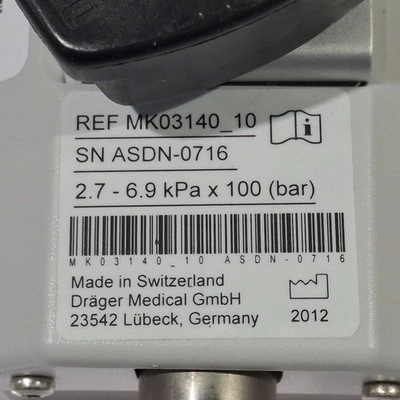 REF MK03140_10
SN ASDN-0716
2.7 - 6.9 kPa x 100 (bar)
MK03140_10 ASDN-0716
Made in Switzerland
Dräger Medical GmbH
23542 Lübeck, Germany
2012